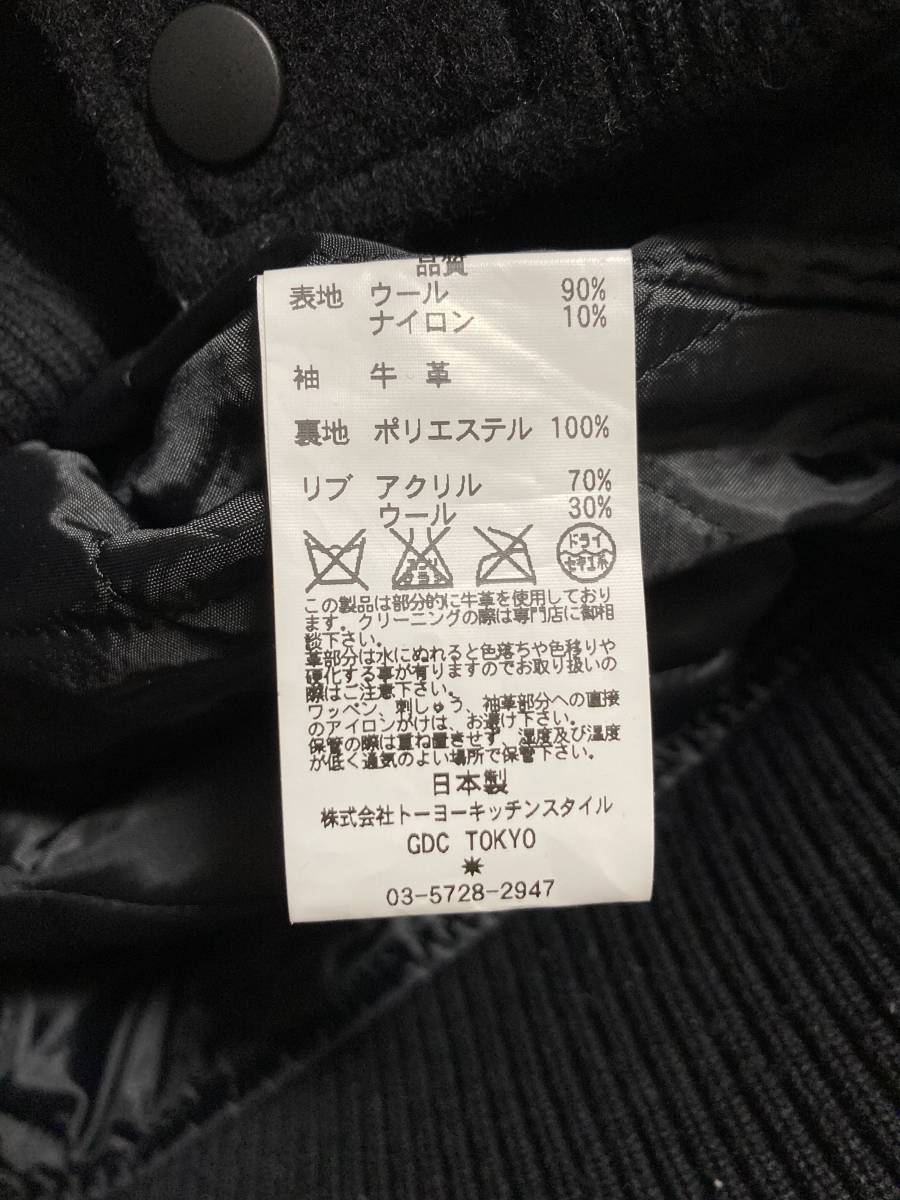 品質
表地 ウール 90%
ナイロン 10%
袖 牛 革
裏地 ポリエステル 100%
リブ アクリル 70%
ウール 30%
エンソ サラシ ドライ
セキユ系
この製品は部分的に牛革を使用しており
ます。クリーニングの際は専門店に御相
談下さい。
革部分は水にぬれると色落ちや色移りや
硬化する事が有りますのでお取り扱いの
際はご注意下さい。
ワッペン、刺しゅう、袖革部分への直接
のアイロンがけは、お避け下さい。
保管の際は重ね置きせず、湿度及び温度
が低く通気のよい場所で保管下さい。
日本製
株式会社トーヨーキッチンスタイル
GDC TOKYO
03-5728-2947